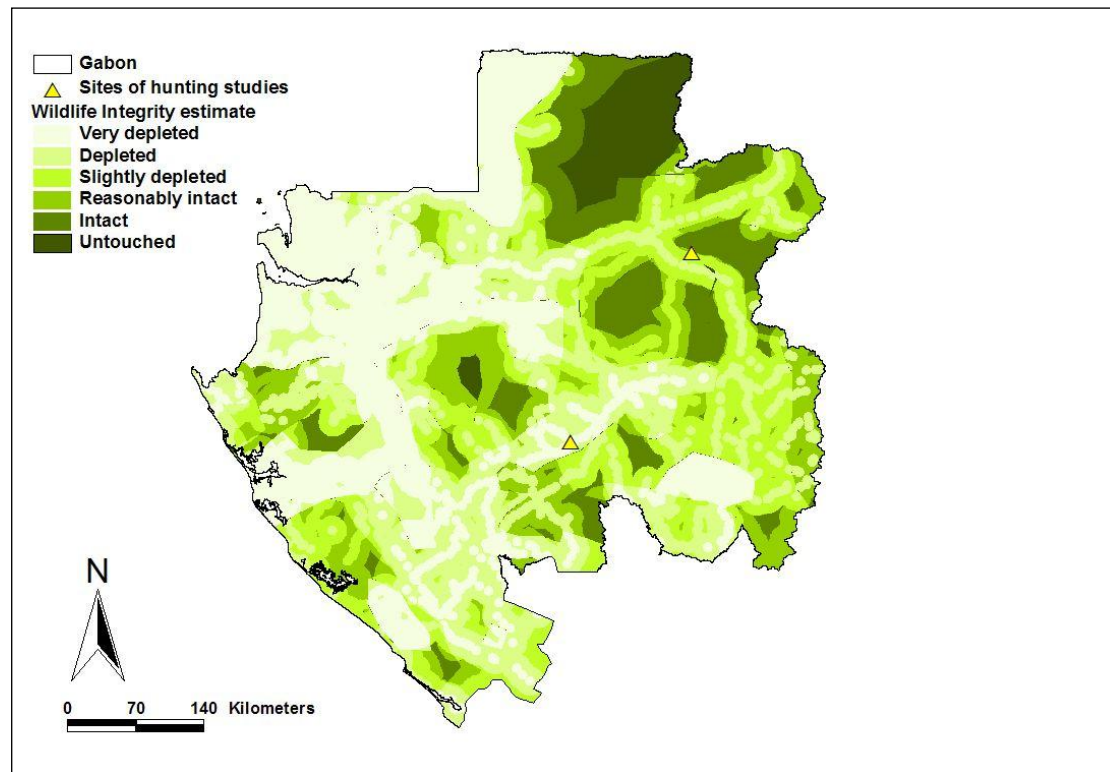 Gabon
Sites of hunting studies
Wildlife Integrity estimate
Very depleted
Depleted
Slightly depleted
Reasonably intact
Intact
Untouched
N
0 70 140 Kilometers